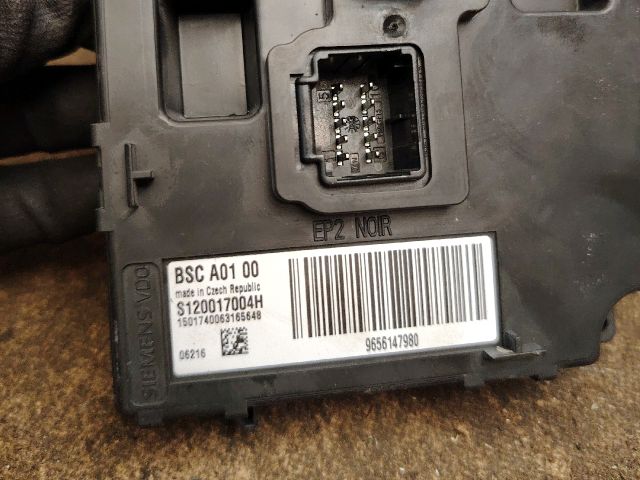 EP2 NOIR
BSC A01 00
made in Czech Republic
S120017004H
1501740063165648
06216
9656147980
SIEMENS VDO